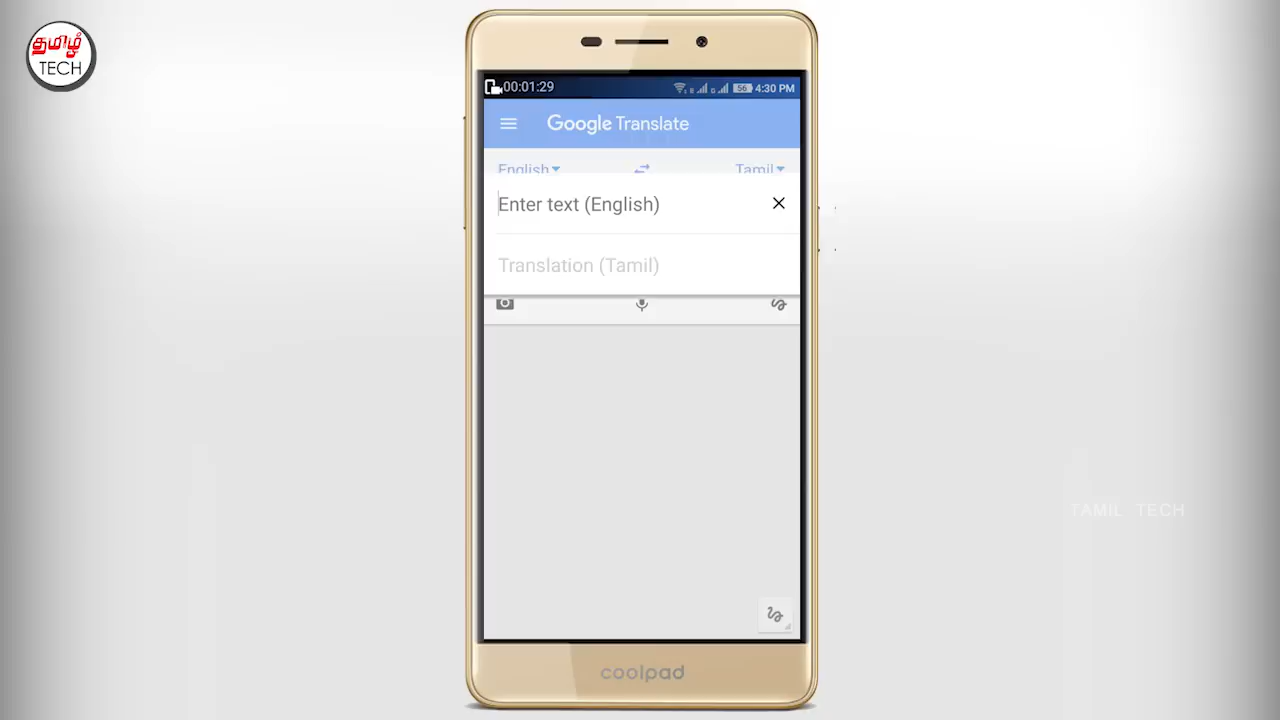 தமிழ்
TECH
00:01:29
56 4:30 PM
Google Translate
English Tamil
Enter text (English)
Translation (Tamil)
TAMIL TECH
coolpad